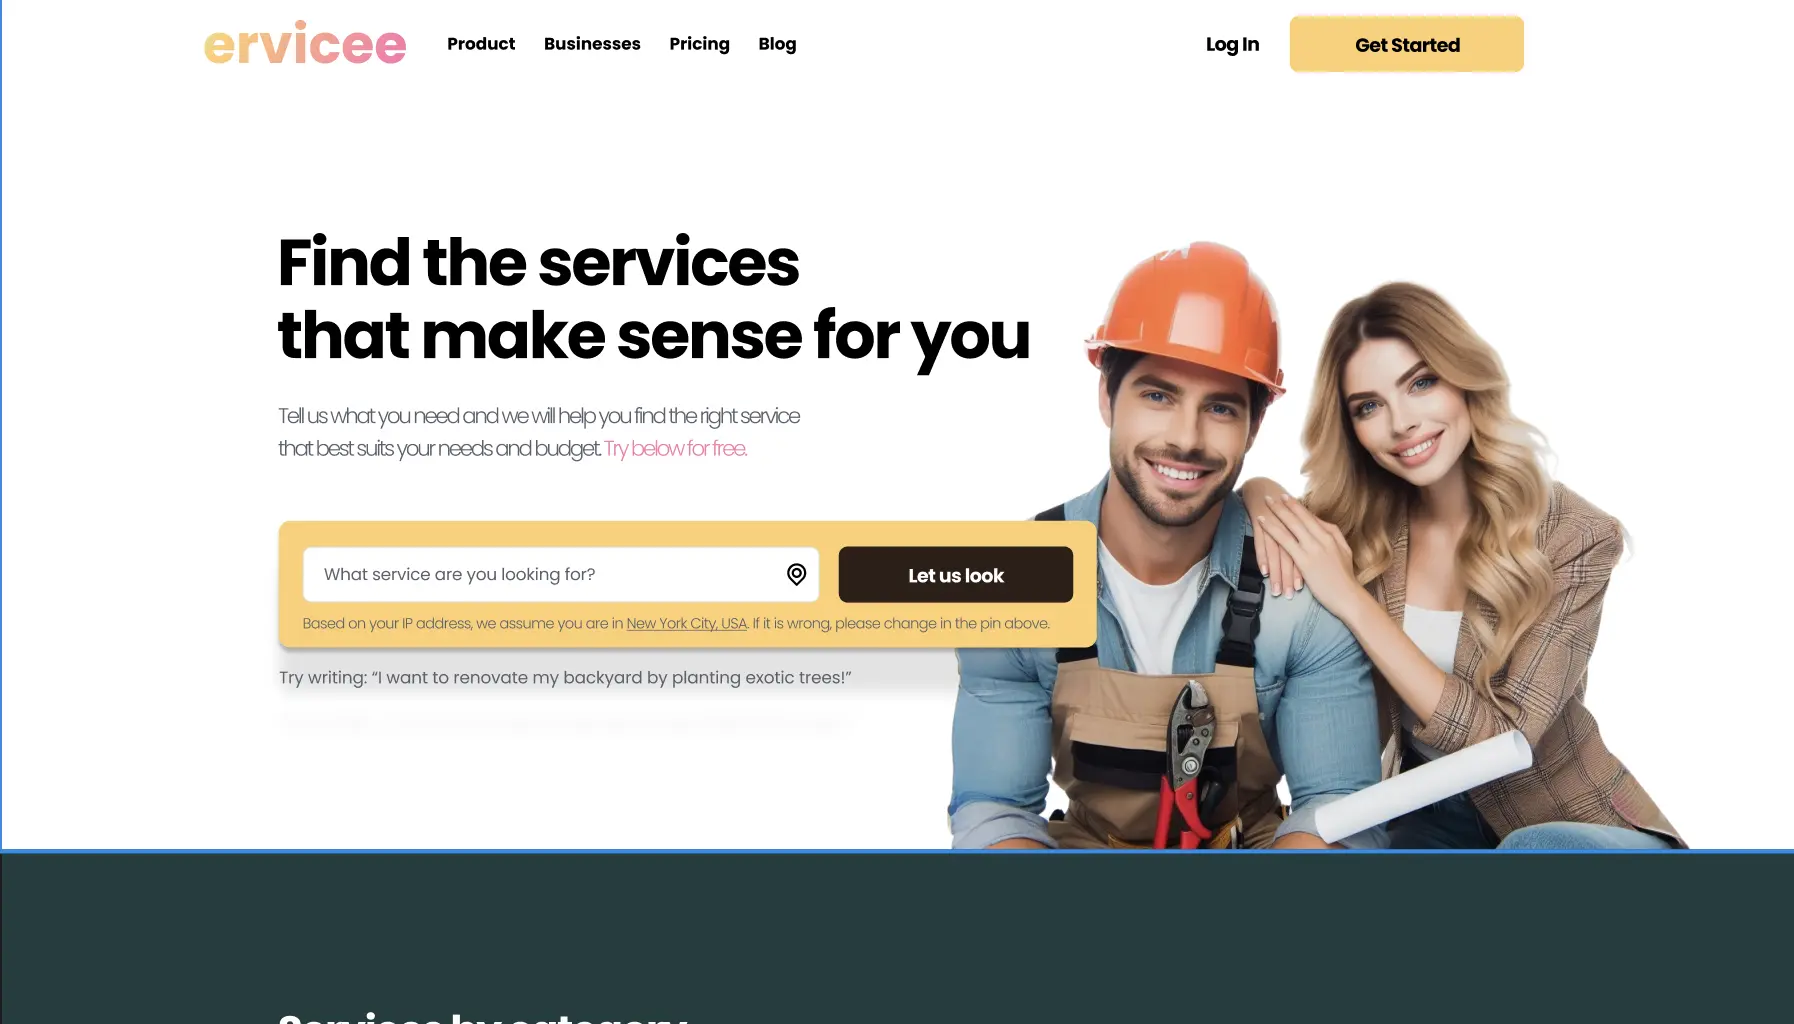 ervicee
Product
Businesses
Pricing
Blog
Log In
Get Started
Find the services
that make sense for you
Tell us what you need and we will help you find the right service
that best suits your needs and budget. Try below for free.
What service are you looking for?
Let us look
Based on your IP address, we assume you are in New York City, USA. If it is wrong, please change in the pin above.
Try writing: “I want to renovate my backyard by planting exotic trees!”
Services by category